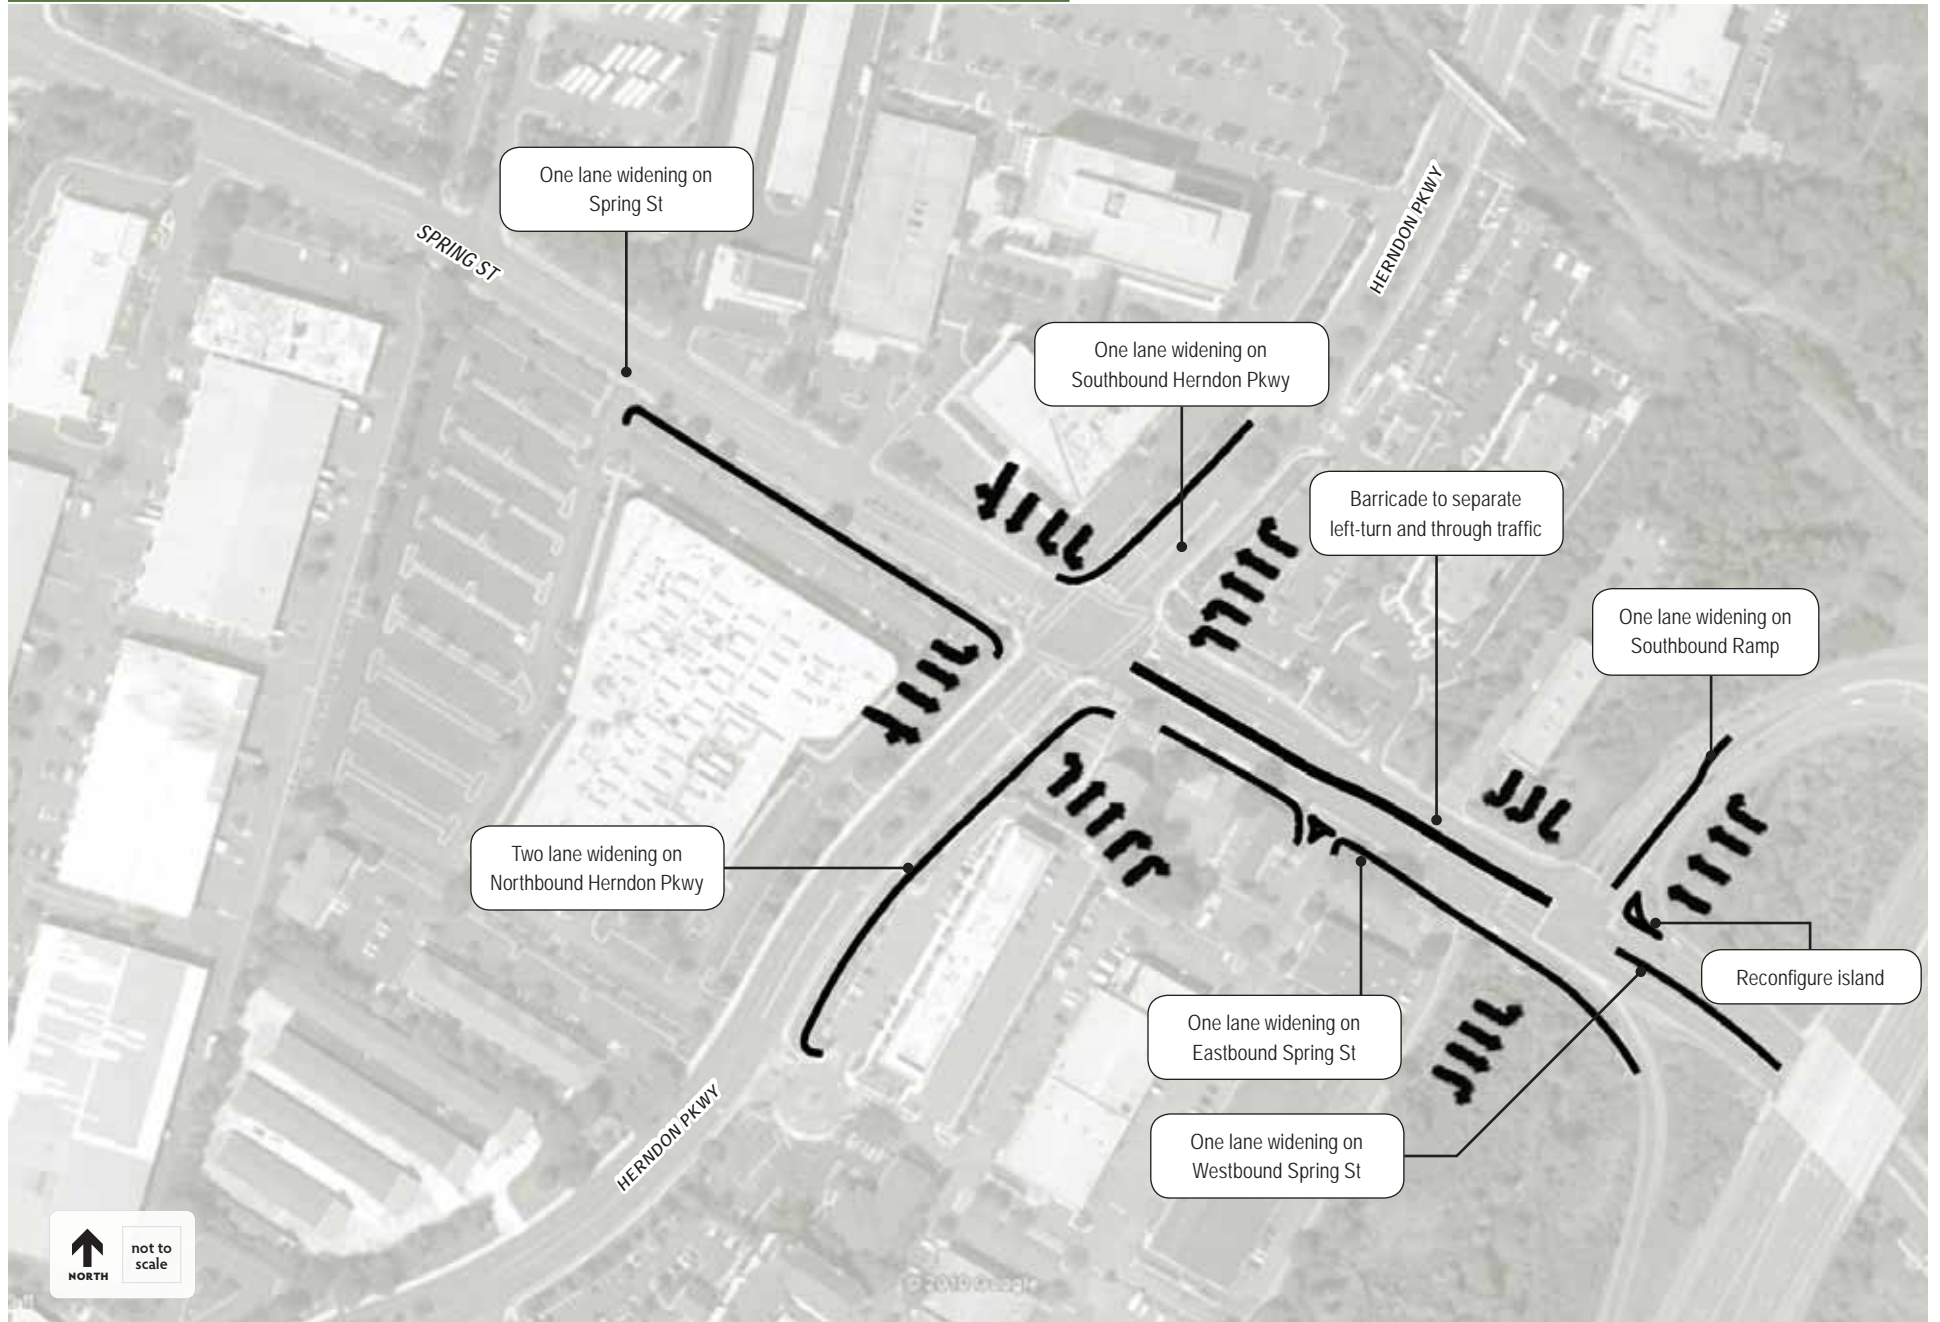 One lane widening on
Spring St
SPRING ST
HERNDON PKWY
One lane widening on
Southbound Herndon Pkwy
Barricade to separate
left-turn and through traffic
One lane widening on
Southbound Ramp
Two lane widening on
Northbound Herndon Pkwy
Reconfigure island
One lane widening on
Eastbound Spring St
One lane widening on
Westbound Spring St
HERNDON PKWY
NORTH
not to
scale
© 2010 Google